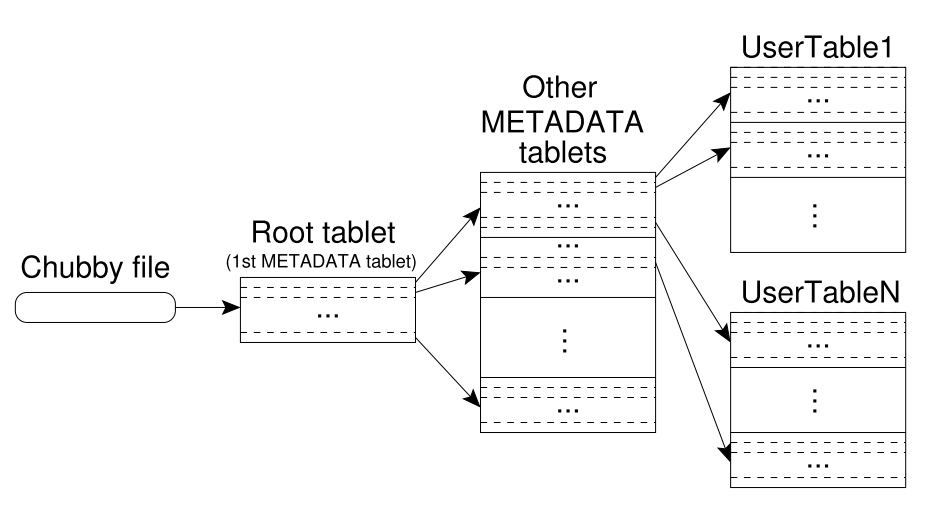 Chubby file
Root tablet
(1st METADATA tablet)
...
Other
METADATA
tablets
...
...
...
⋮
...
UserTable1
...
...
⋮
UserTableN
...
⋮
...